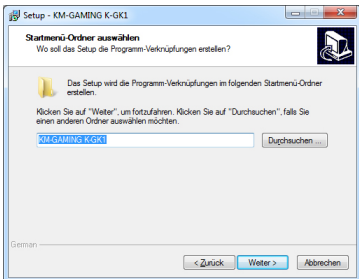 Setup - KM-GAMING K-GK1
Startmenü-Ordner auswählen
Wo soll das Setup die Programm-Verknüpfungen erstellen?
Das Setup wird die Programm-Verknüpfungen im folgenden Startmenü-Ordner
erstellen.
Klicken Sie auf "Weiter", um fortzufahren. Klicken Sie auf "Durchsuchen", falls Sie
einen anderen Ordner auswählen möchten.
KM-GAMING K-GK1
Durchsuchen ...
German
< Zurück
Weiter >
Abbrechen